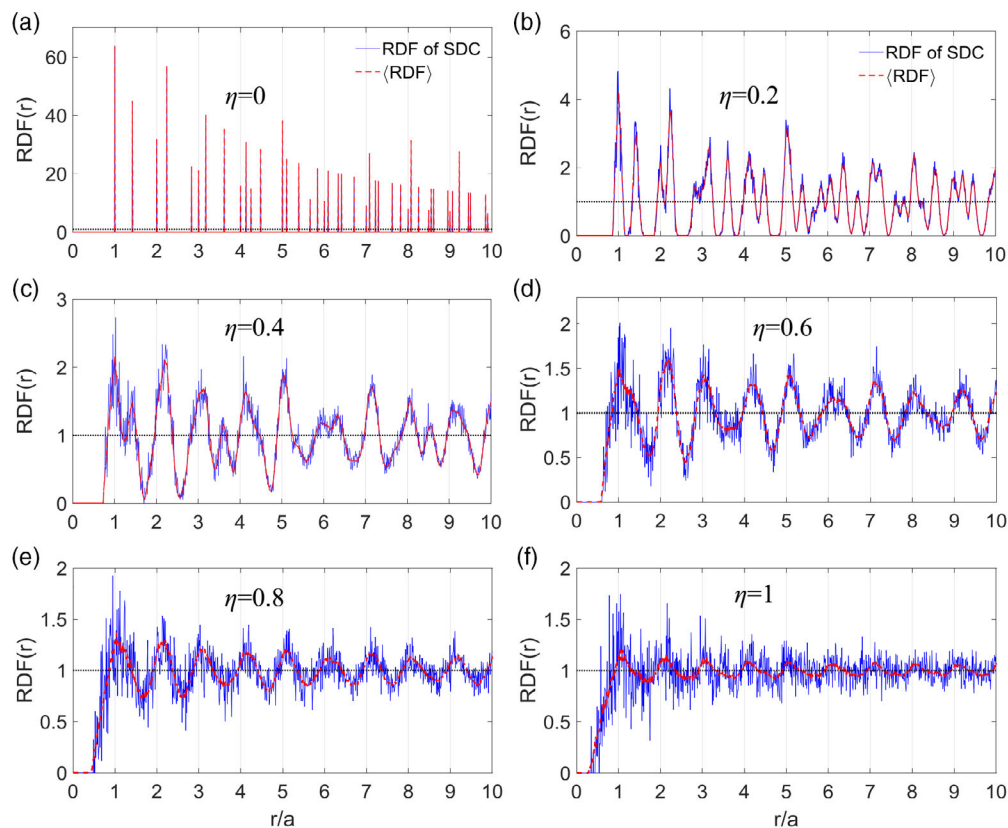 (a)
RDF(r)
60
40
20
0
RDF of SDC
⟨RDF⟩
η=0
0 1 2 3 4 5 6 7 8 9 10
(b)
RDF(r)
6
4
2
0
RDF of SDC
⟨RDF⟩
η=0.2
0 1 2 3 4 5 6 7 8 9 10
(c)
RDF(r)
3
2
1
0
η=0.4
0 1 2 3 4 5 6 7 8 9 10
(d)
RDF(r)
2
1.5
1
0.5
0
η=0.6
0 1 2 3 4 5 6 7 8 9 10
(e)
RDF(r)
2
1.5
1
0.5
0
η=0.8
0 1 2 3 4 5 6 7 8 9 10
r/a
(f)
RDF(r)
2
1.5
1
0.5
0
η=1
0 1 2 3 4 5 6 7 8 9 10
r/a